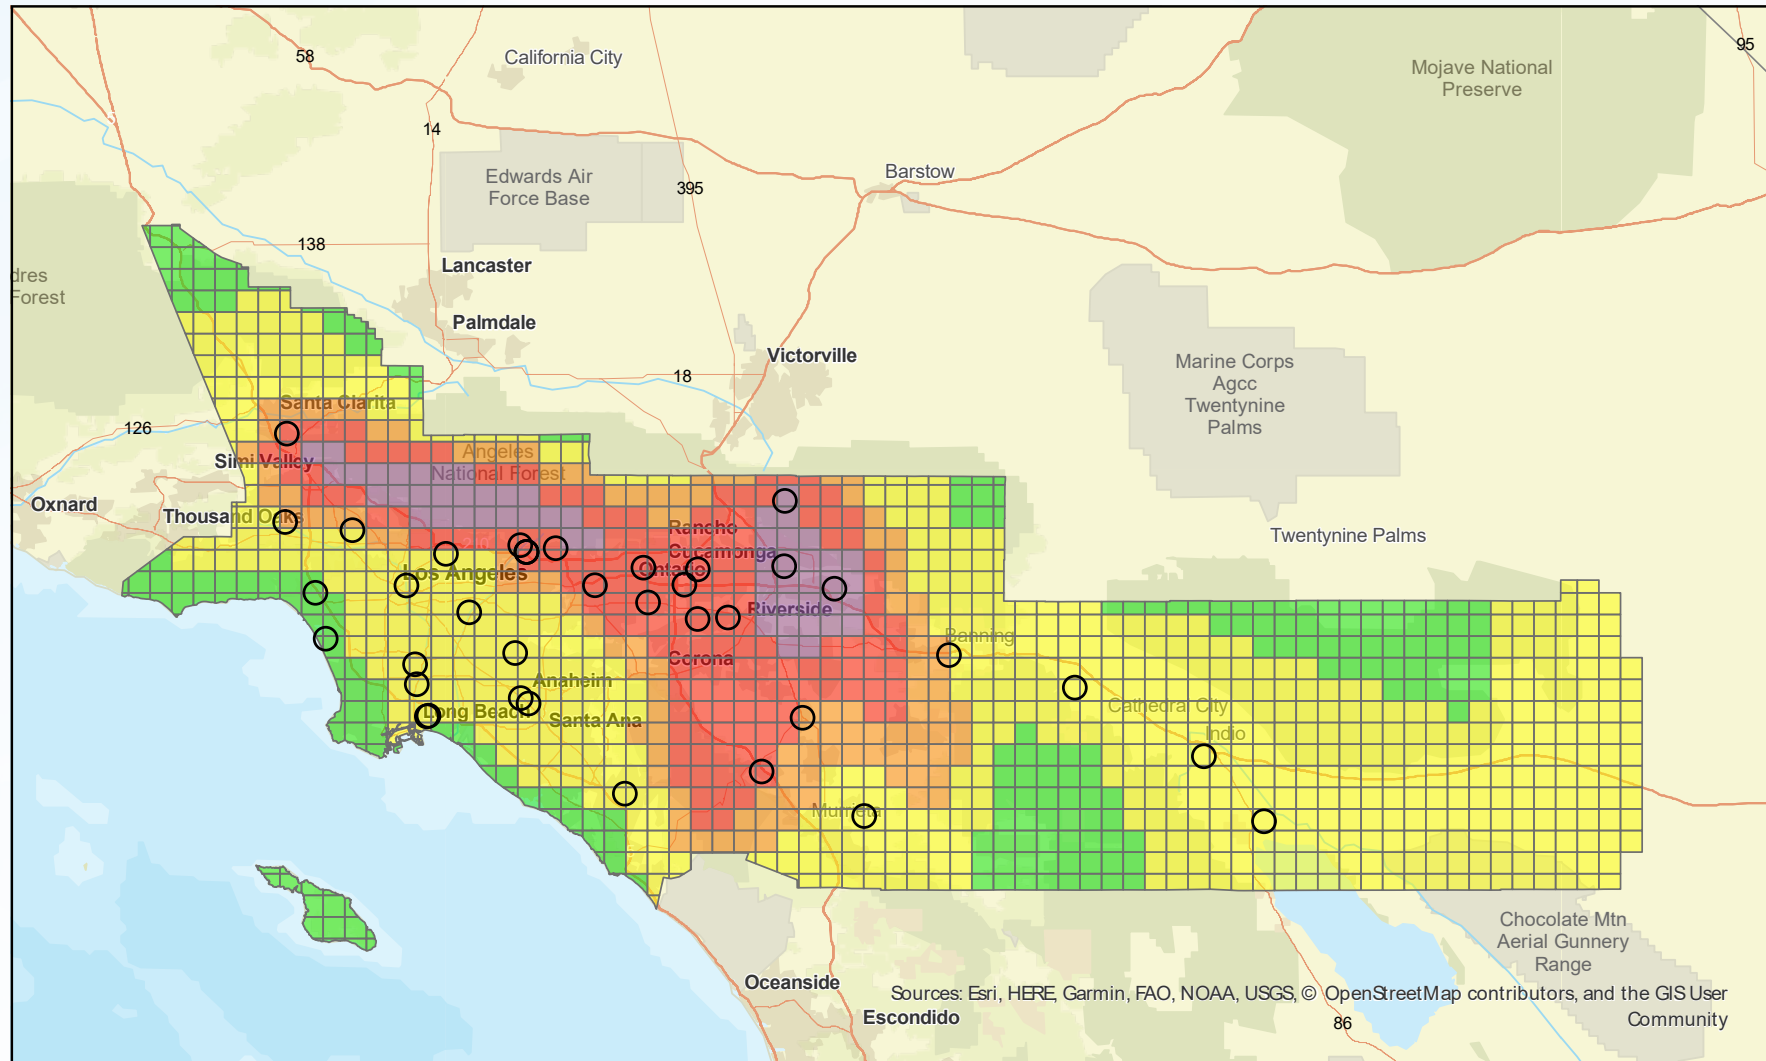 58
California City
95
Mojave National
Preserve
14
Edwards Air
Force Base
395
Barstow
138
Lancaster
dres
Forest
Palmdale
Victorville
Marine Corps
Agcc
Twentynine
Palms
18
Santa Clarita
126
Simi Valley
Angeles
National Forest
Oxnard
Thousand Oaks
Rancho
Cucamonga
Twentynine Palms
Los Angeles
Ontario
Riverside
Banning
Corona
Anaheim
Long Beach
Santa Ana
Cathedral City
Indio
Murrieta
Chocolate Mtn
Aerial Gunnery
Range
Oceanside
Sources: Esri, HERE, Garmin, FAO, NOAA, USGS, © OpenStreetMap contributors, and the GIS User
Community
Escondido
86